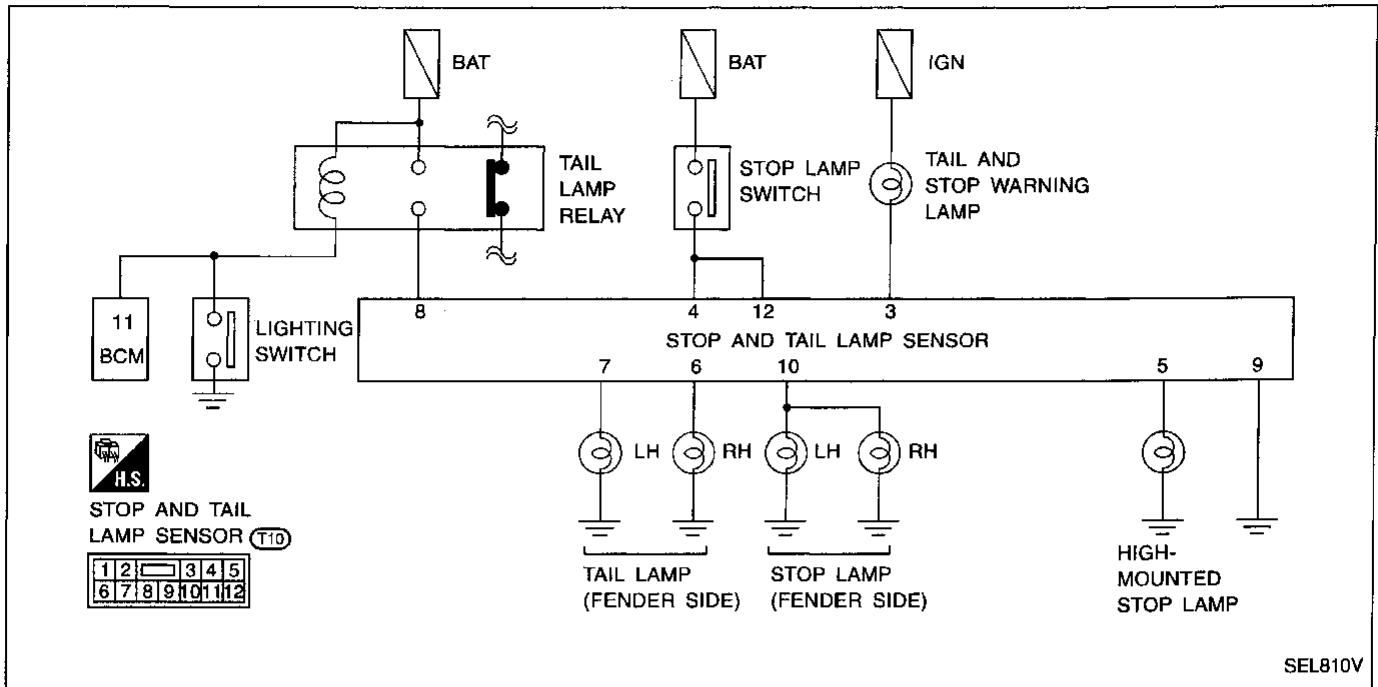 BAT
BAT
IGN
TAIL
LAMP
RELAY
STOP LAMP
SWITCH
TAIL AND
STOP WARNING
LAMP
11
BCM
LIGHTING
SWITCH
8
4
12
3
STOP AND TAIL LAMP SENSOR
7
6
10
5
9
LH
RH
LH
RH
H.S.
STOP AND TAIL
LAMP SENSOR T10
1 2 3 4 5
6 7 8 9 10 11 12
TAIL LAMP
(FENDER SIDE)
STOP LAMP
(FENDER SIDE)
HIGH-
MOUNTED
STOP LAMP
SEL810V